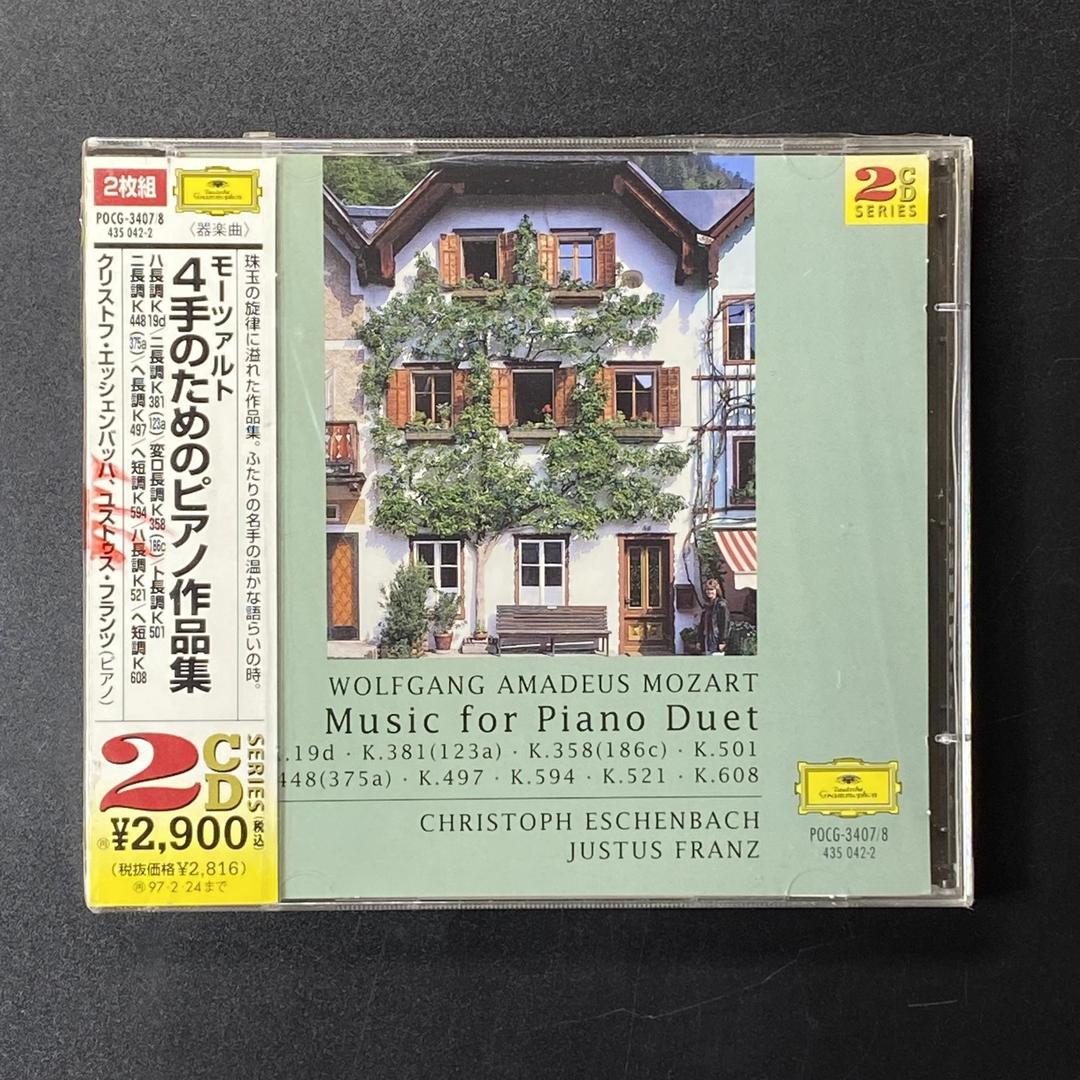 2枚組
Deutsche
Grammophon
POCG-3407/8
435 042-2
〈器楽曲〉
珠玉の旋律に溢れた作品集。ふたりの名手の温かな語らいの時。
モーツァルト
4手のためのピアノ作品集
ハ長調K19d/ニ長調K381(123a)/変ロ長調K358(186c)/ト長調K501
ニ長調K448(375a)/ヘ長調K497/ヘ短調K594/ハ長調K521/ヘ短調K608
クリストフ・エッシェンバッハ、ユストゥス・フランツ(ピアノ)
2CD
SERIES
(税込)
¥2,900
(税抜価格¥2,816)
97・2・24まで
2CD
SERIES
WOLFGANG AMADEUS MOZART
Music for Piano Duet
.19d · K.381(123a) · K.358(186c) · K.501
448(375a) · K.497 · K.594 · K.521 · K.608
CHRISTOPH ESCHENBACH
JUSTUS FRANZ
Deutsche
Grammophon
POCG-3407/8
435 042-2